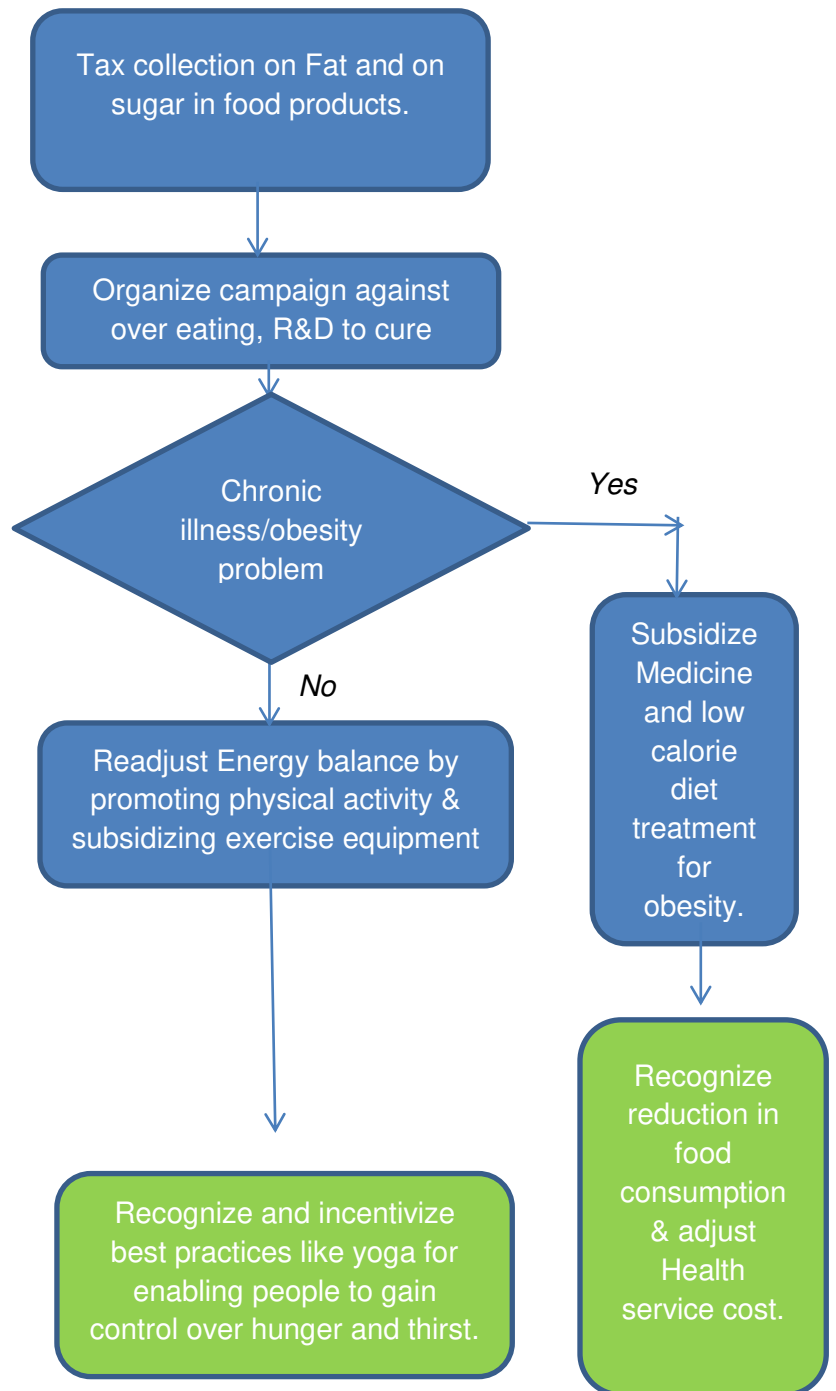 Tax collection on Fat and on
sugar in food products.
Organize campaign against
over eating, R&D to cure
Chronic
illness/obesity
problem
Yes
No
Readjust Energy balance by
promoting physical activity &
subsidizing exercise equipment
Subsidize
Medicine
and low
calorie
diet
treatment
for
obesity.
Recognize and incentivize
best practices like yoga for
enabling people to gain
control over hunger and thirst.
Recognize
reduction in
food
consumption
& adjust
Health
service cost.